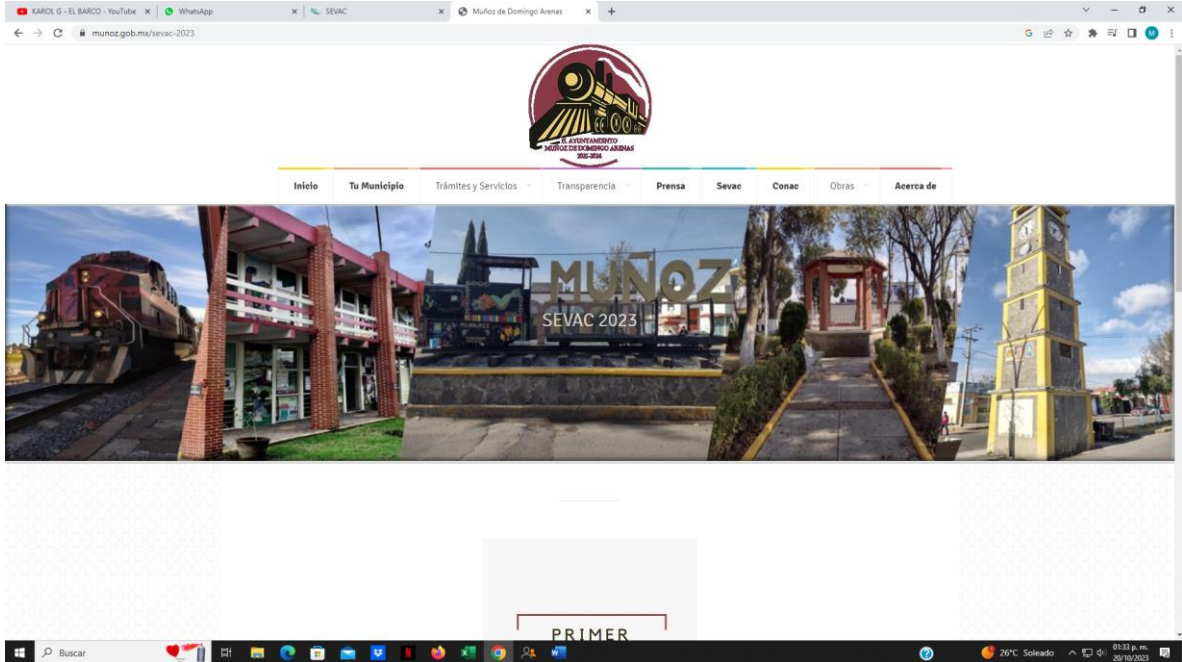 KAROL G - EL BARCO - YouTube
WhatsApp
SEVAC
Muñoz de Domingo Arenas
munoz.gob.mx/sevac-2023
G
M
H. AYUNTAMIENTO
MUÑOZ DE DOMINGO ARENAS
2021-2024
Inicio
Tu Municipio
Trámites y Servicios
Transparencia
Prensa
Sevac
Conac
Obras
Acerca de
MUÑOZ
SEVAC 2023
PRIMER
Buscar
26°C Soleado
01:33 p. m.
20/10/2023